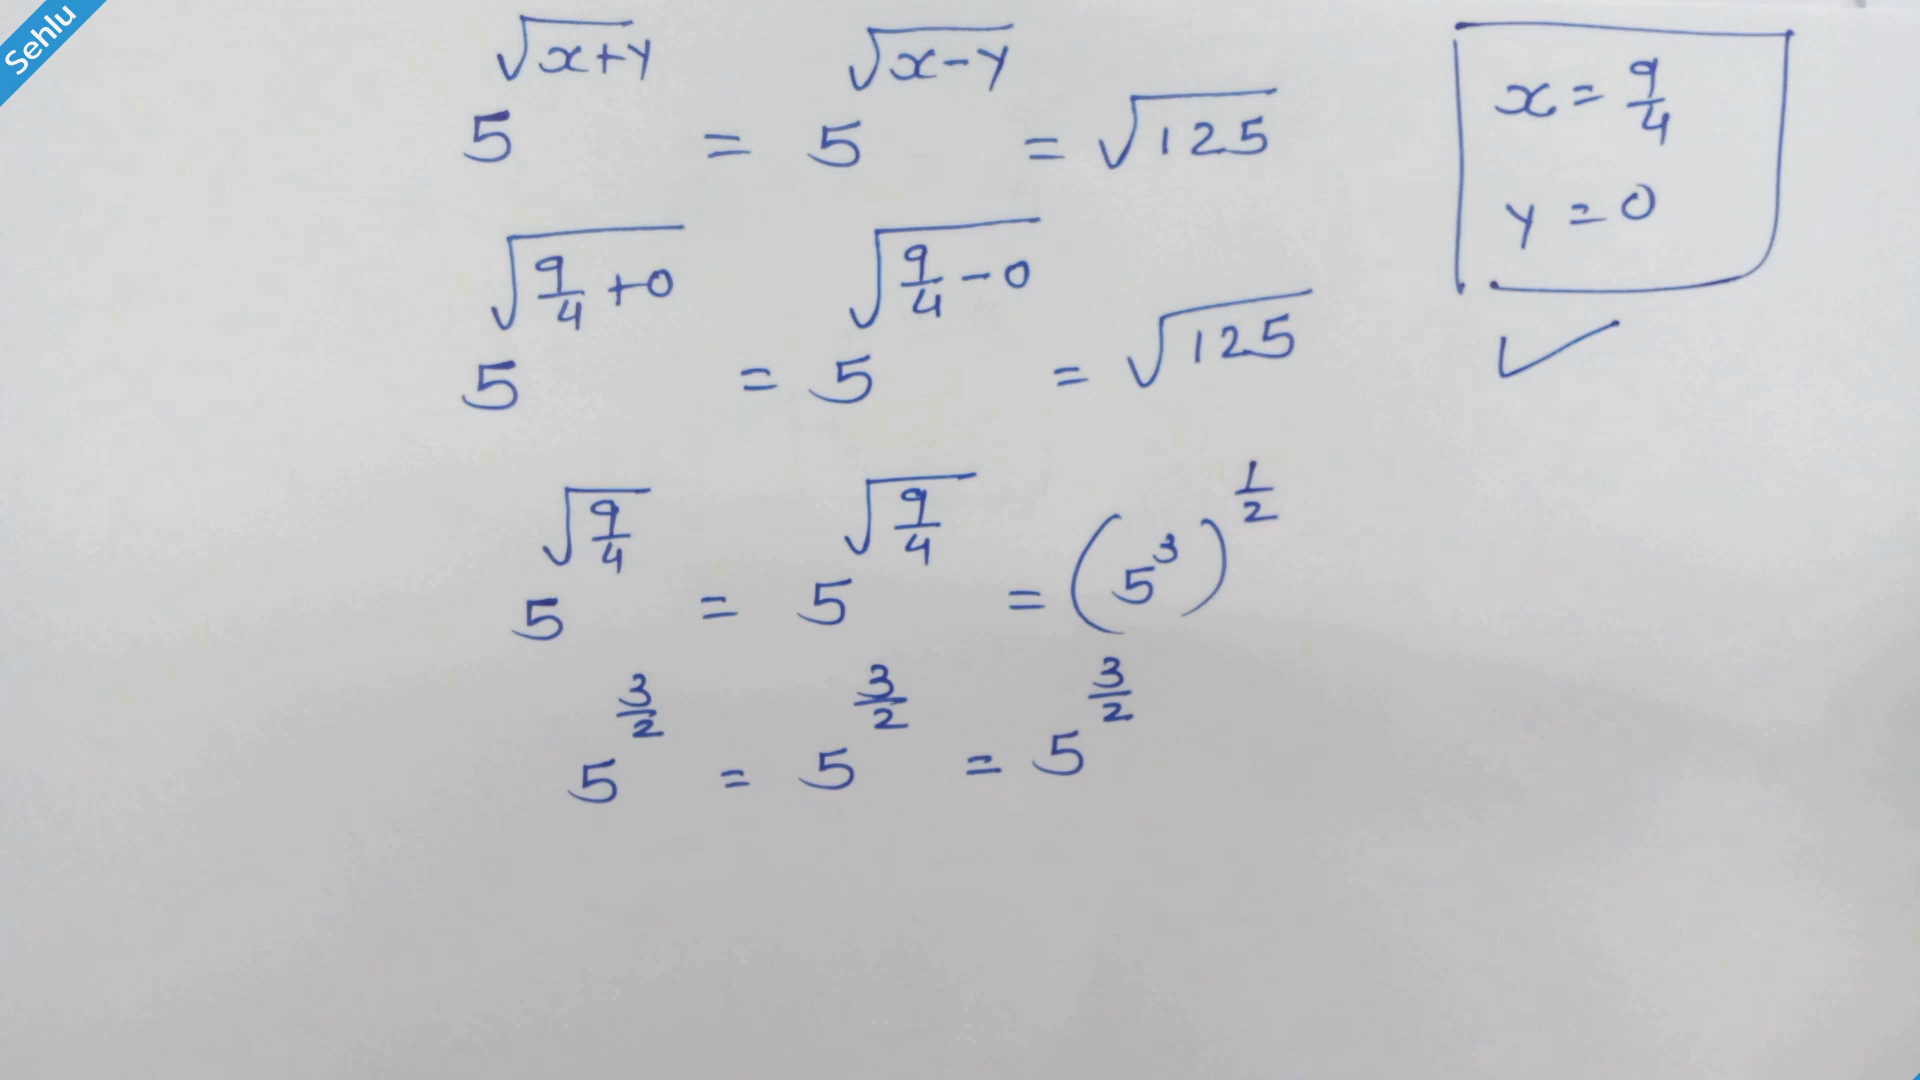 Sehlu
5^√(x+y) = 5^√(x-y) = √125
x = 9/4
y = 0
5^√(9/4 + 0) = 5^√(9/4 - 0) = √125
5^√(9/4) = 5^√(9/4) = (5^3)^(1/2)
5^(3/2) = 5^(3/2) = 5^(3/2)